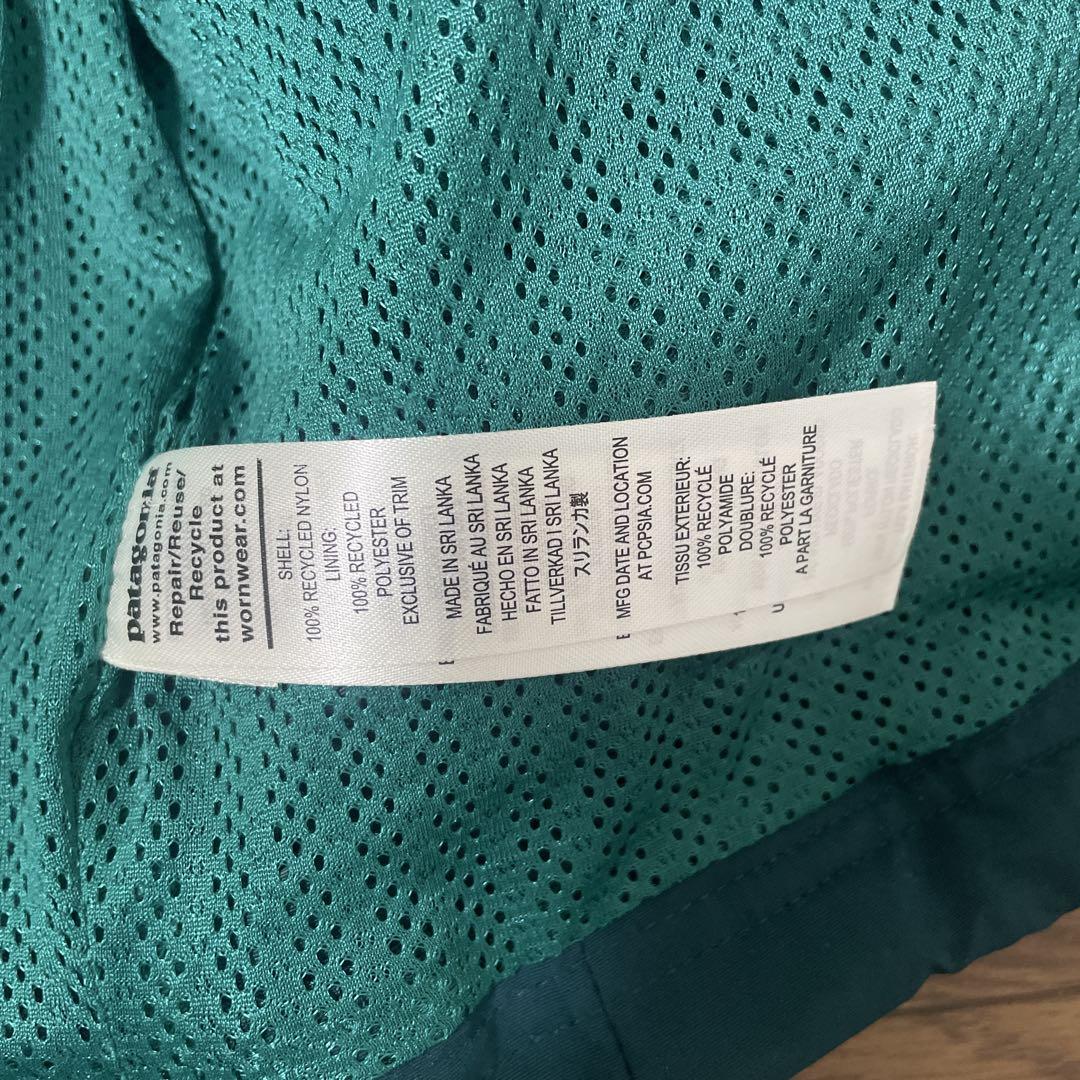 patagonia
www.patagonia.com
Repair/Reuse/
Recycle
this product at
wornwear.com
SHELL:
100% RECYCLED NYLON
LINING:
100% RECYCLED
POLYESTER
EXCLUSIVE OF TRIM
MADE IN SRI LANKA
FABRIQUÉ AU SRI LANKA
HECHO EN SRI LANKA
FATTO IN SRI LANKA
TILLVERKAD I SRI LANKA
スリランカ製
MFG DATE AND LOCATION
AT PCPSIA.COM
TISSU EXTERIEUR:
100% RECYCLÉ
POLYAMIDE
DOUBLURE:
100% RECYCLÉ
POLYESTER
A PART LA GARNITURE